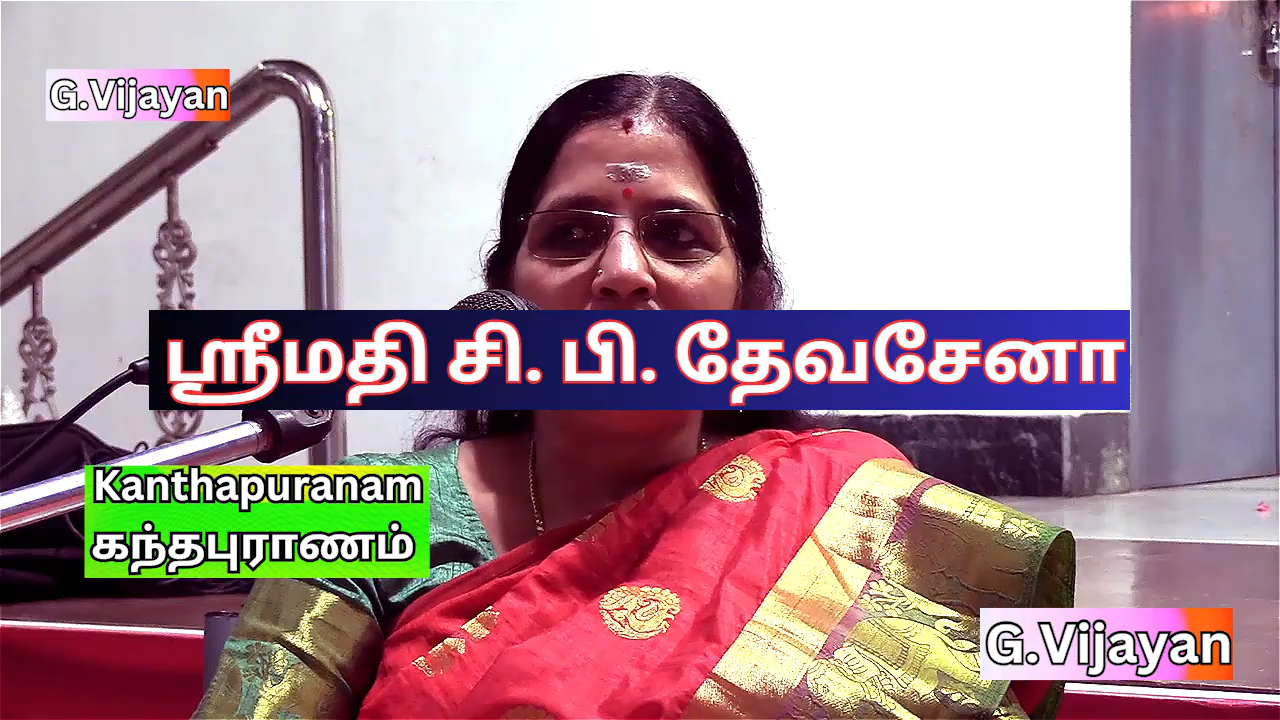 G.Vijayan
ஸ்ரீமதி சி. பி. தேவசேனா
Kanthapuranam
கந்தபுராணம்
G.Vijayan